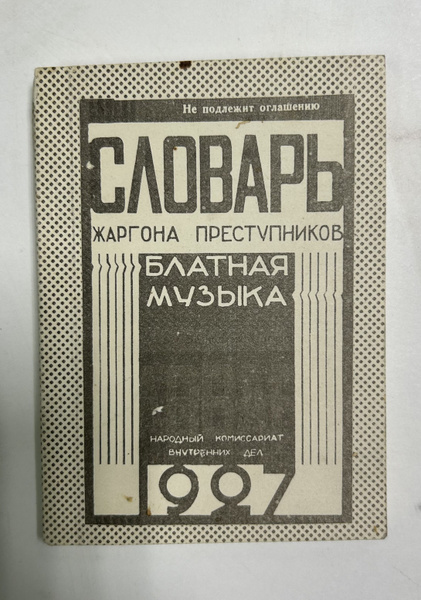 Не подлежит оглашению
СЛОВАРЬ
ЖАРГОНА ПРЕСТУПНИКОВ
БЛАТНАЯ
МУЗЫКА
НАРОДНЫЙ КОМИССАРИАТ
ВНУТРЕННИХ ДЕЛ
1927